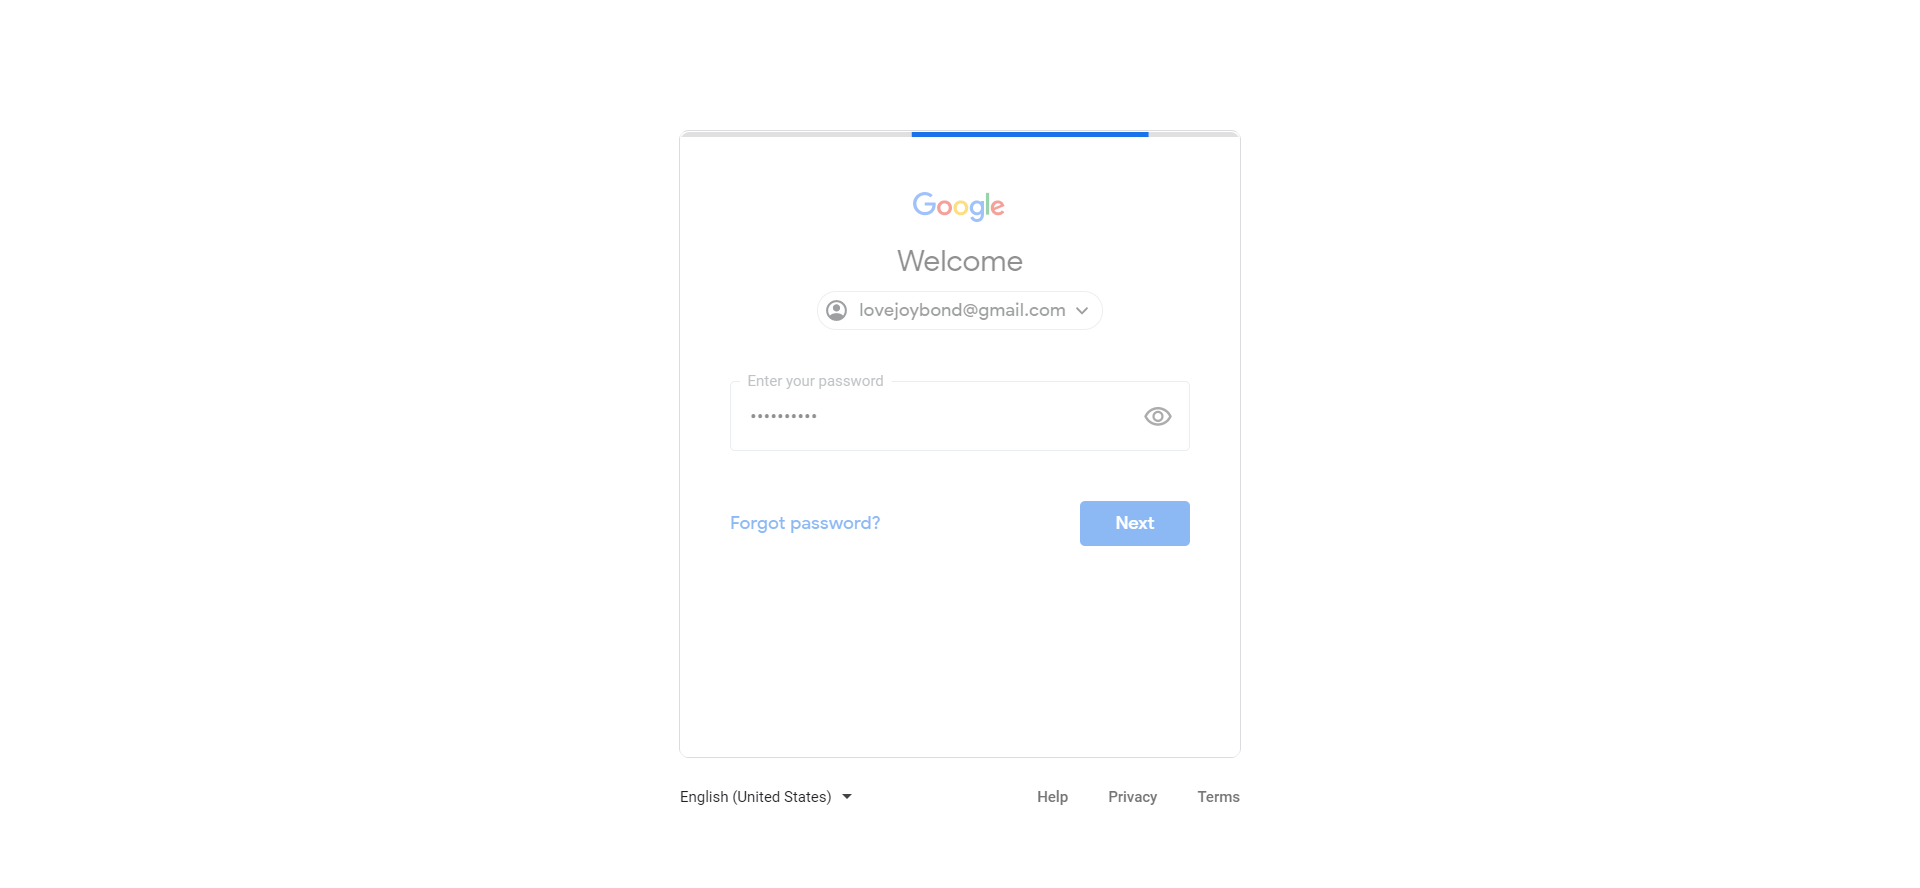 Google
Welcome
lovejoybond@gmail.com
Enter your password
••••••••••
Forgot password?
Next
English (United States)
Help
Privacy
Terms